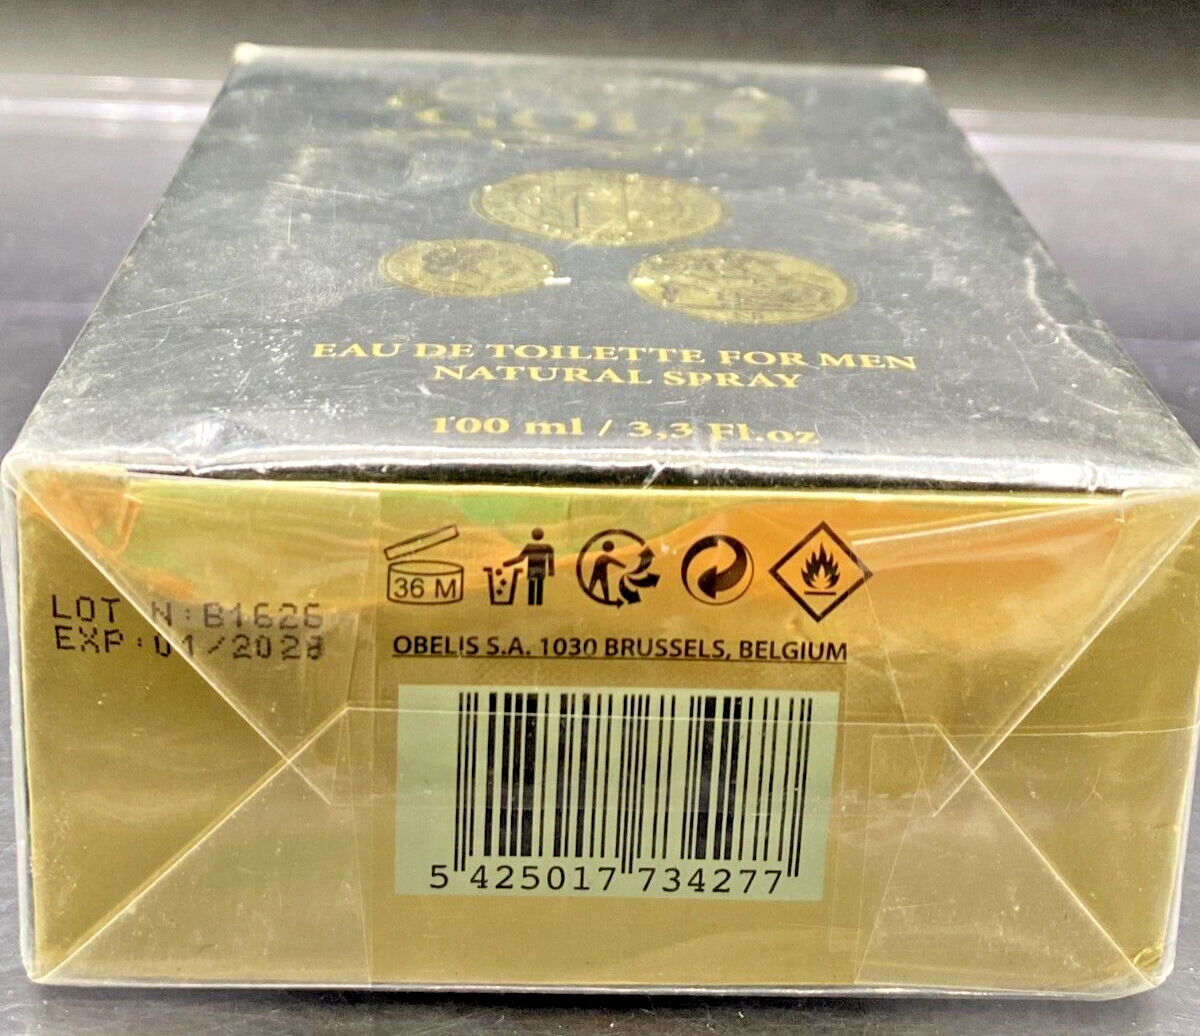 EAU DE TOILETTE FOR MEN
NATURAL SPRAY
100 ml / 3,3 Fl.oz
36 M
LOT N:B1626
EXP:01/2028
OBELIS S.A. 1030 BRUSSELS, BELGIUM
5 425017 734277